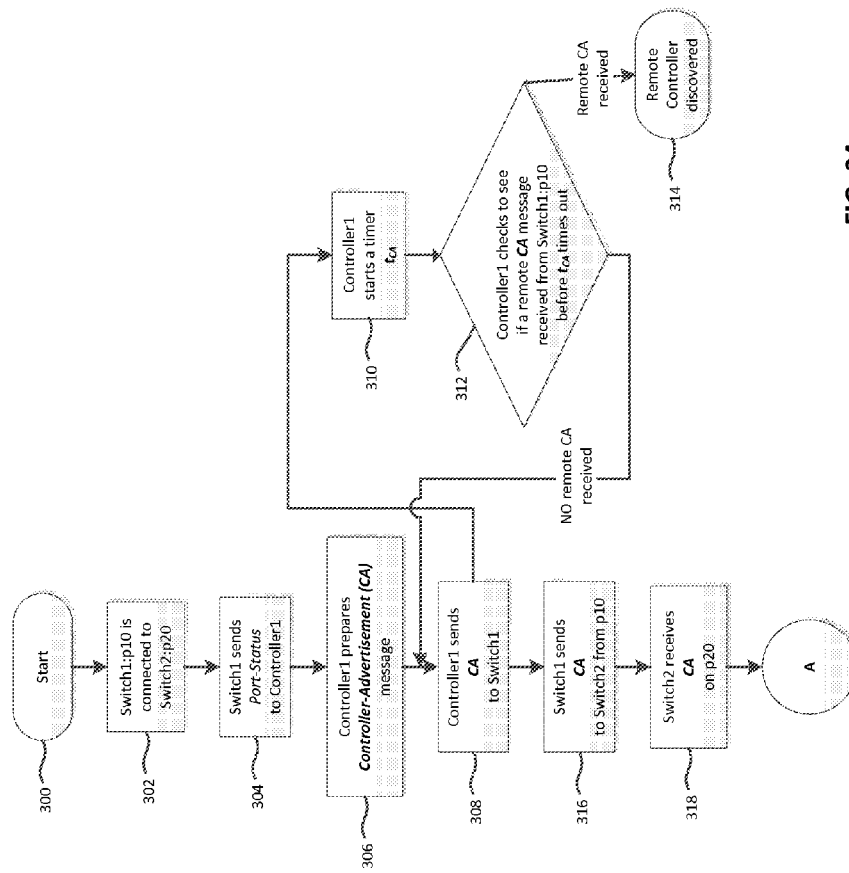 Start
300
Switch1:p10 is
connected to
Switch2:p20
302
Switch1 sends
Port-Status
to Controller1
304
Controller1 prepares
Controller-Advertisement (CA)
message
306
Controller1 sends
CA
to Switch1
308
Switch1 sends
CA
to Switch2 from p10
316
Switch2 receives
CA
on p20
318
A
Controller1
starts a timer
tCA
310
Controller1 checks to see
if a remote CA message
received from Switch1:p10
before tCA times out
312
NO remote CA
received
Remote CA
received
Remote
Controller
discovered
314